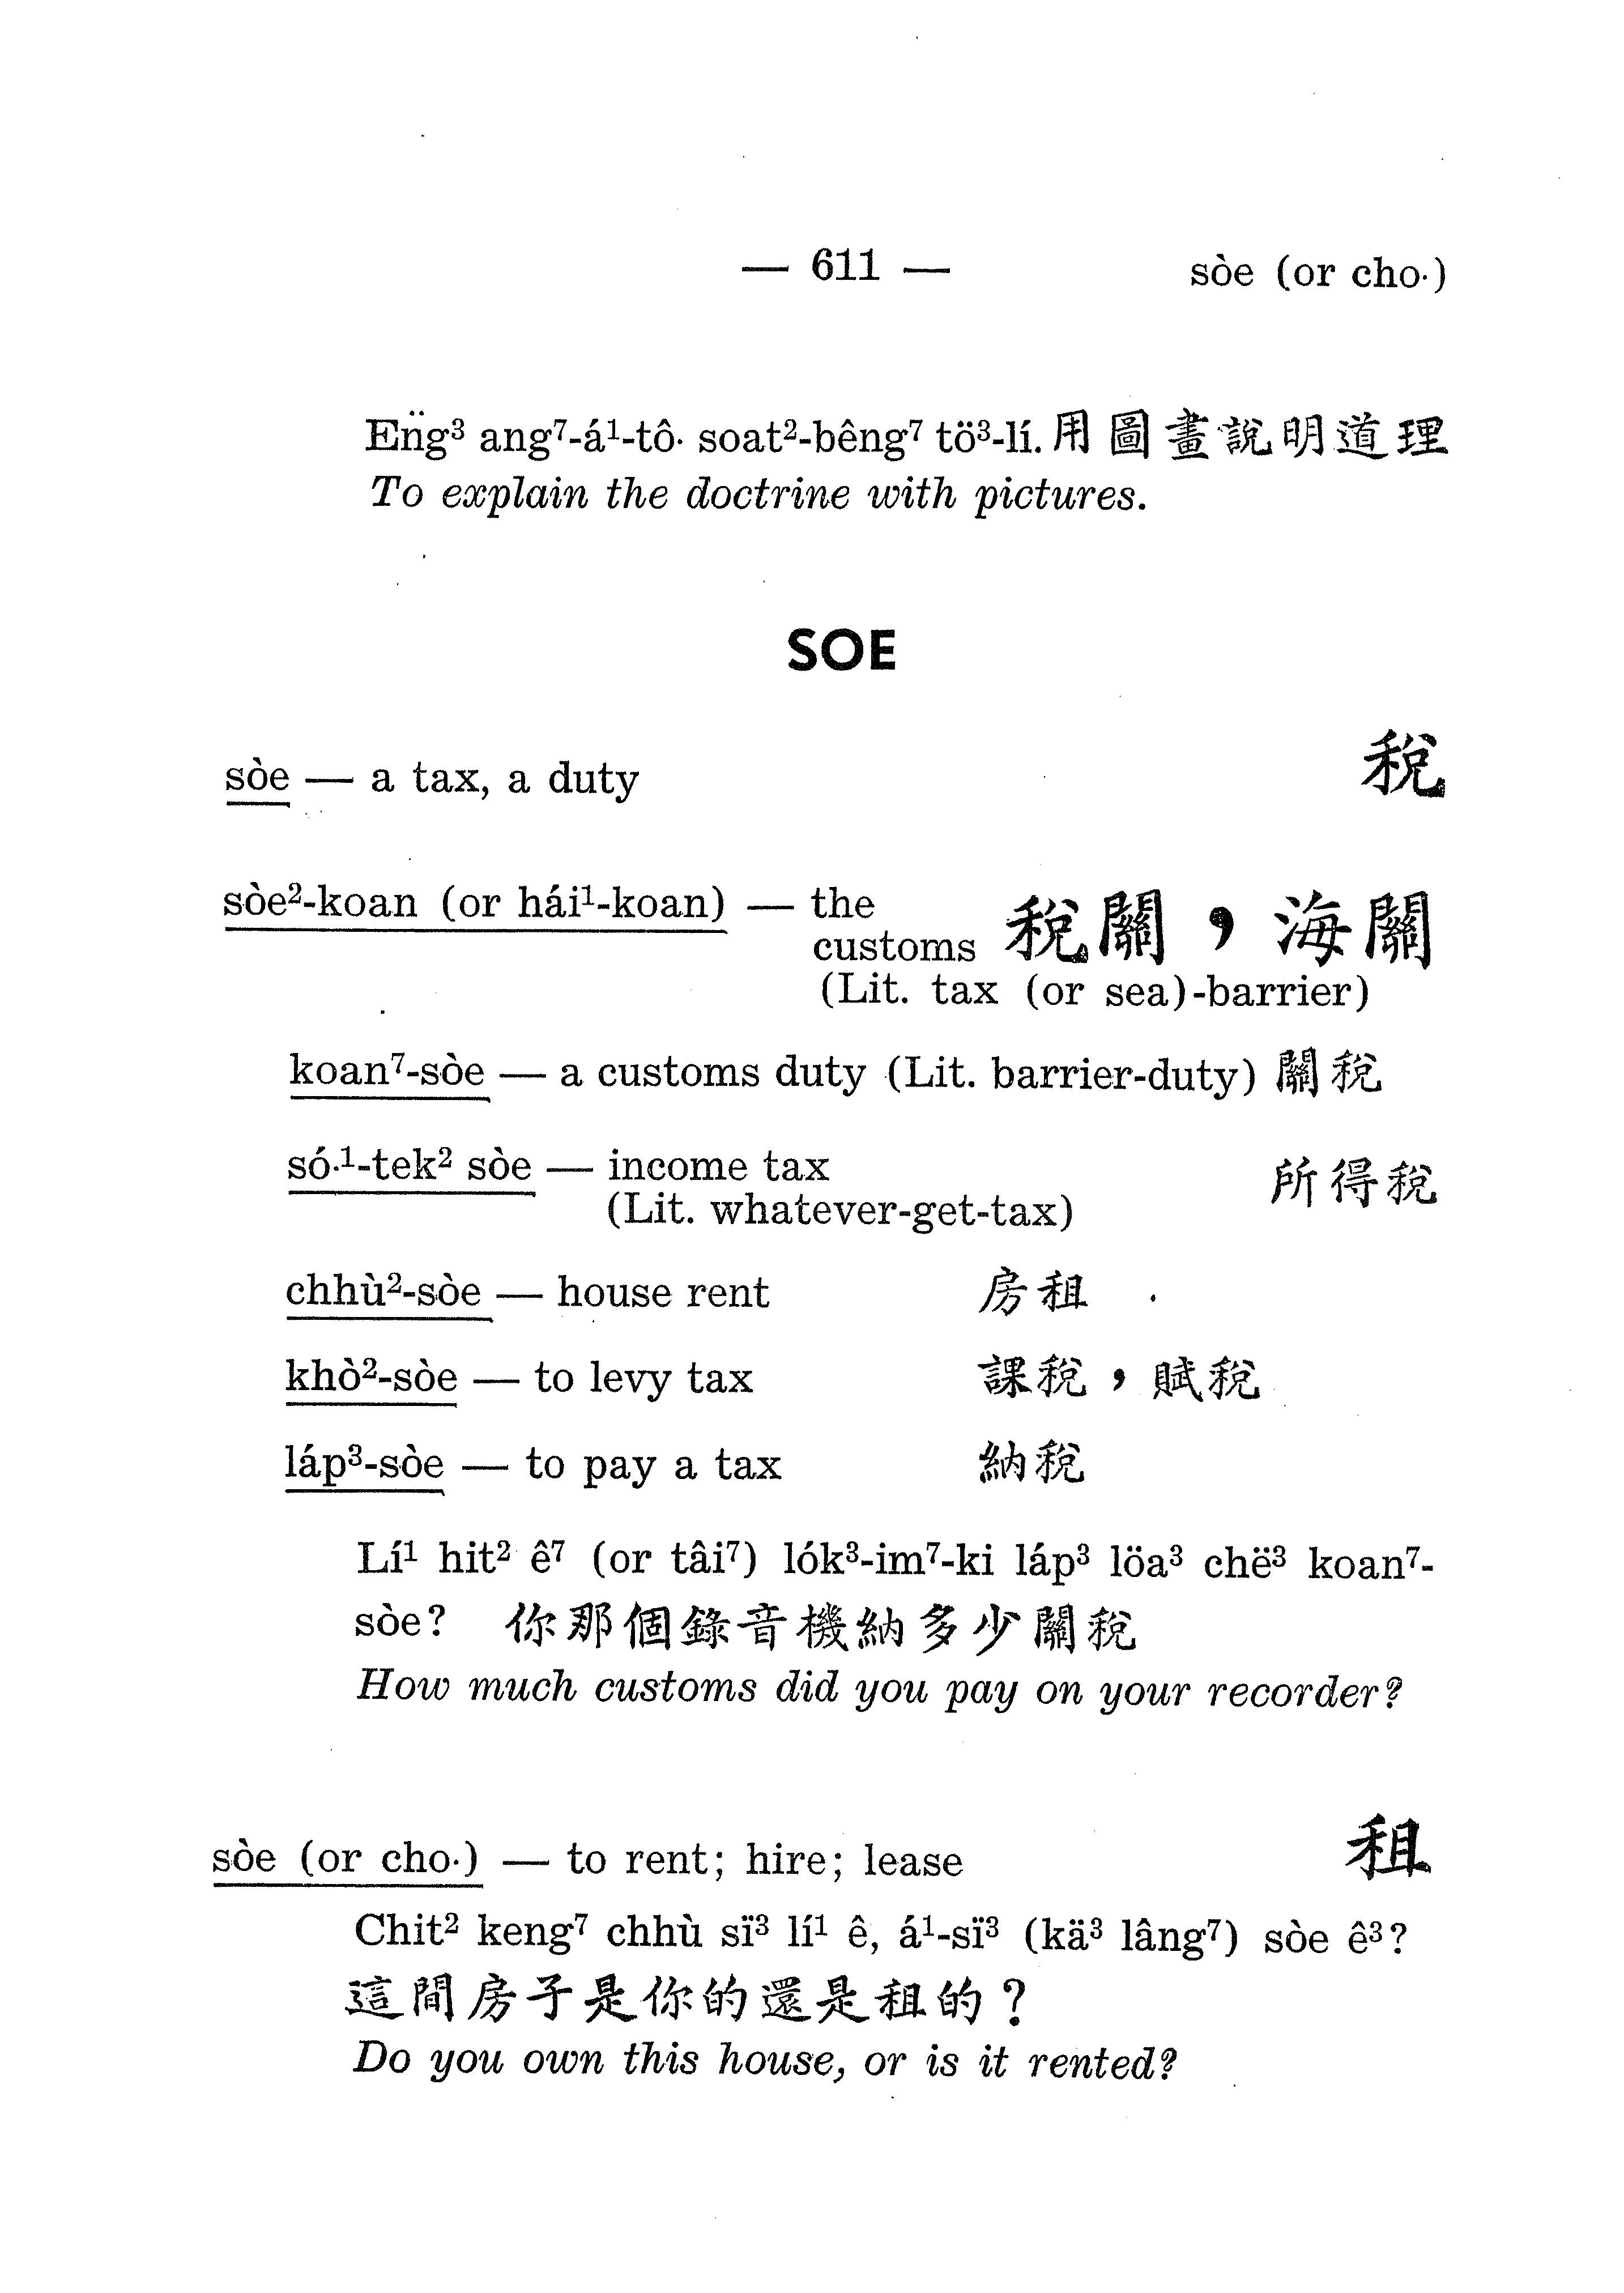 — 611 —
sòe (or cho·)
En̈g³ ang⁷-á¹-tô· soat²-bêng⁷ tö³-lí. 用圖畫說明道理
To explain the doctrine with pictures.
SOE
sòe — a tax, a duty 稅
sòe²-koan (or hái¹-koan) — the
customs 稅關，海關
(Lit. tax (or sea)-barrier)
koan⁷-sòe — a customs duty (Lit. barrier-duty) 關稅
só·¹-tek² sòe — income tax 所得稅
(Lit. whatever-get-tax)
chhù²-sòe — house rent 房租
khò²-sòe — to levy tax 課稅，賦稅
láp³-sòe — to pay a tax 納稅
Lí¹ hit² ê⁷ (or tâi⁷) lók³-im⁷-ki láp³ löa³ chë³ koan⁷-
sòe? 你那個錄音機納多少關稅
How much customs did you pay on your recorder?
sòe (or cho·) — to rent; hire; lease 租
Chit² keng⁷ chhù sï³ lí¹ ê, á¹-sï³ (kä³ lâng⁷) sòe ê³?
這間房子是你的還是租的？
Do you own this house, or is it rented?